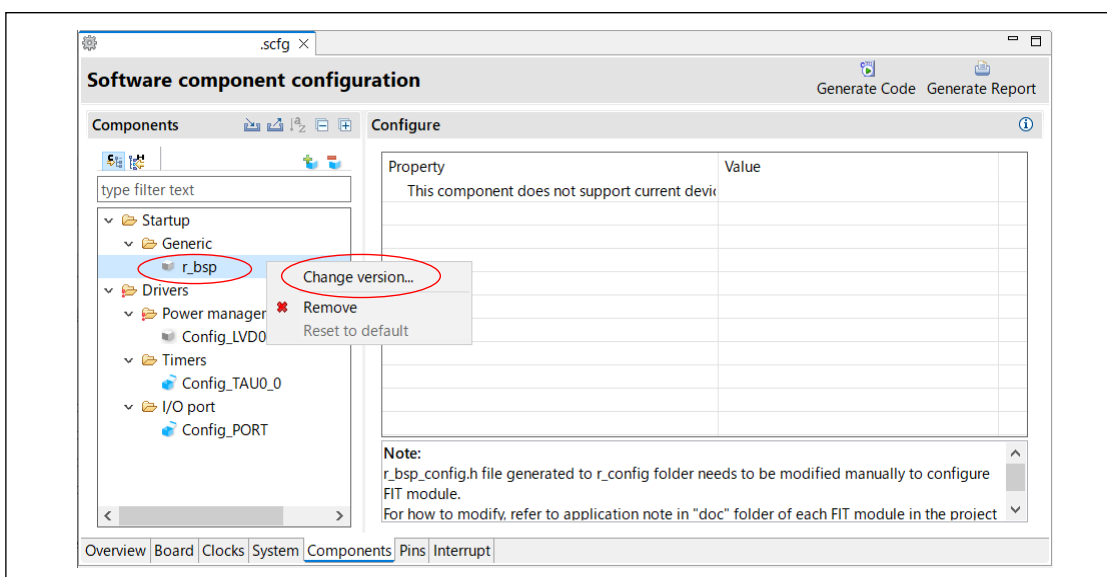 .scfg
Software component configuration
Generate Code Generate Report
Components
Configure
type filter text
Startup
Generic
r_bsp
Drivers
Power manager
Config_LVD0
Timers
Config_TAU0_0
I/O port
Config_PORT
Change version...
Remove
Reset to default
Property Value
This component does not support current devic
Note:
r_bsp_config.h file generated to r_config folder needs to be modified manually to configure
FIT module.
For how to modify, refer to application note in "doc" folder of each FIT module in the project
Overview Board Clocks System Components Pins Interrupt